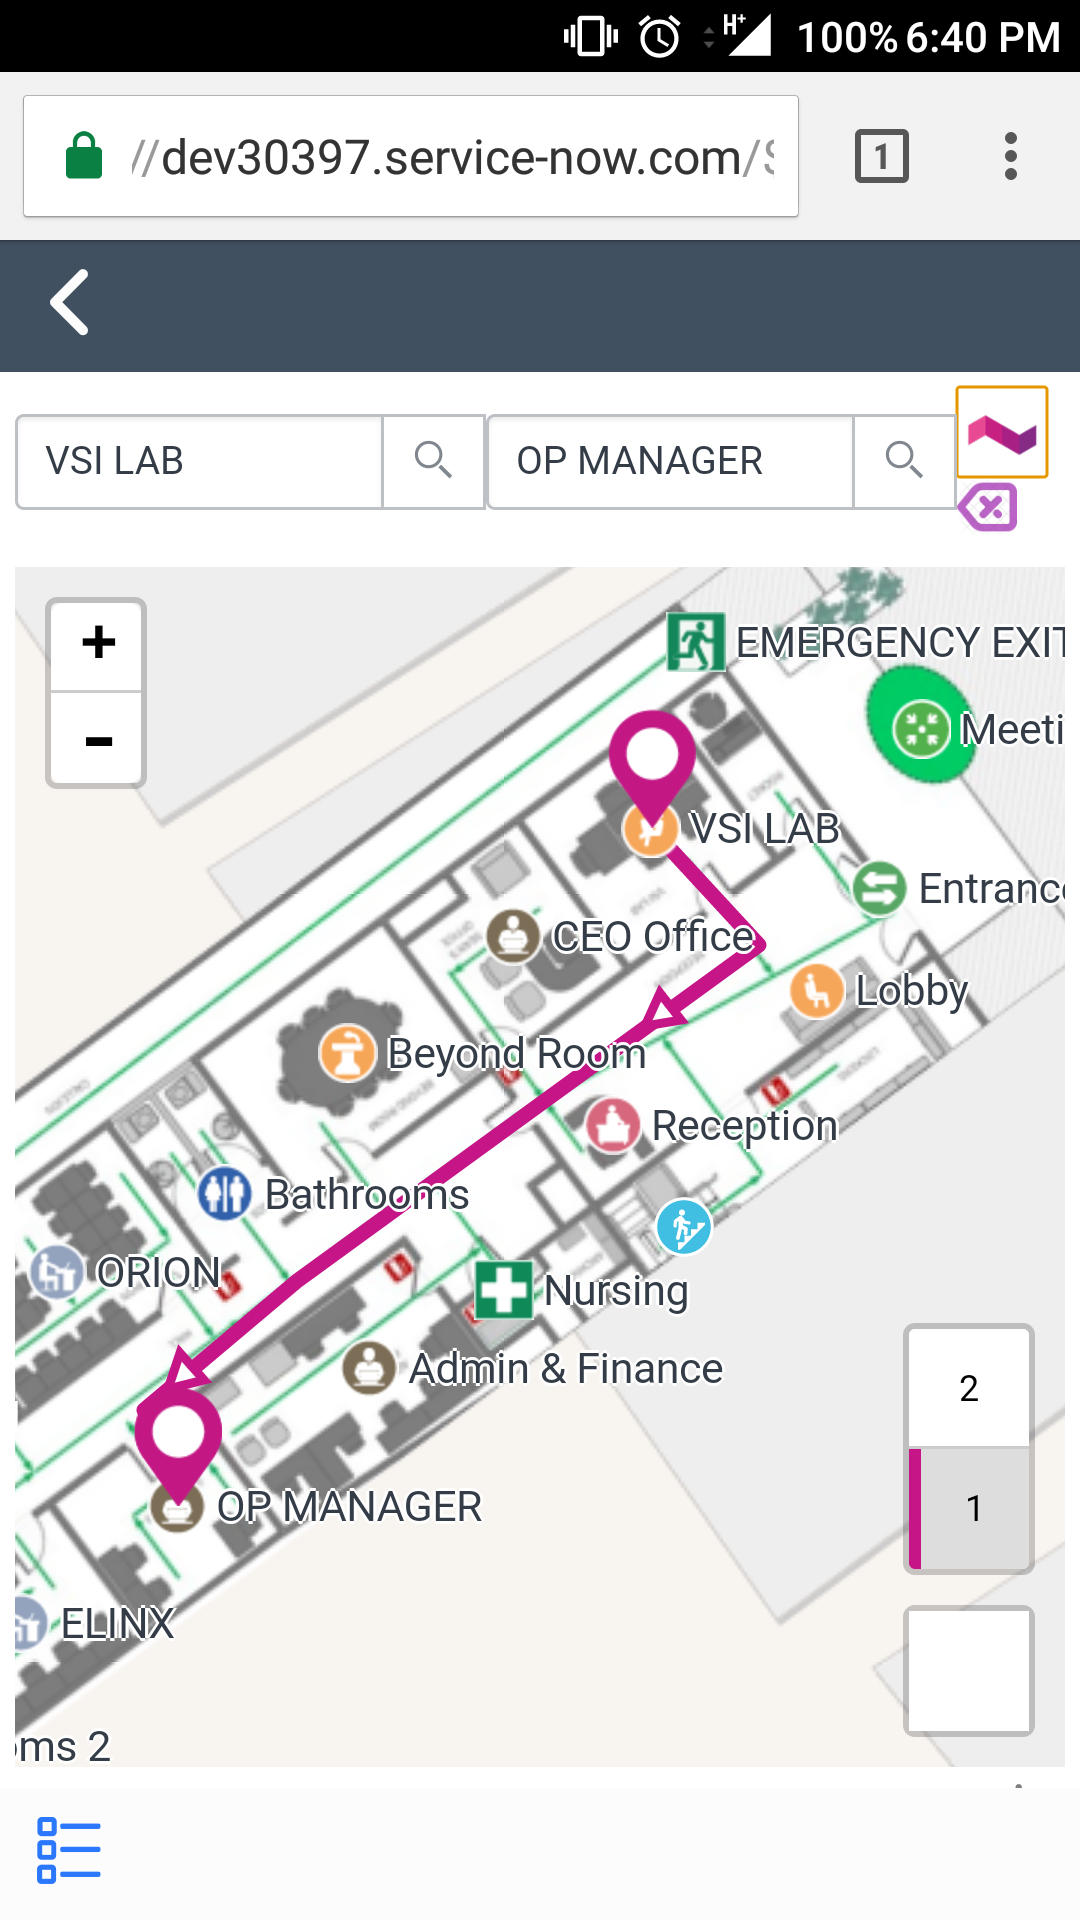 H+ 100% 6:40 PM
//dev30397.service-now.com/S
1
VSI LAB
OP MANAGER
+
-
EMERGENCY EXIT
Meeti
VSI LAB
Entranc
CEO Office
Lobby
Beyond Room
Reception
Bathrooms
ORION
Nursing
Admin & Finance
2
1
OP MANAGER
ELINX
oms 2